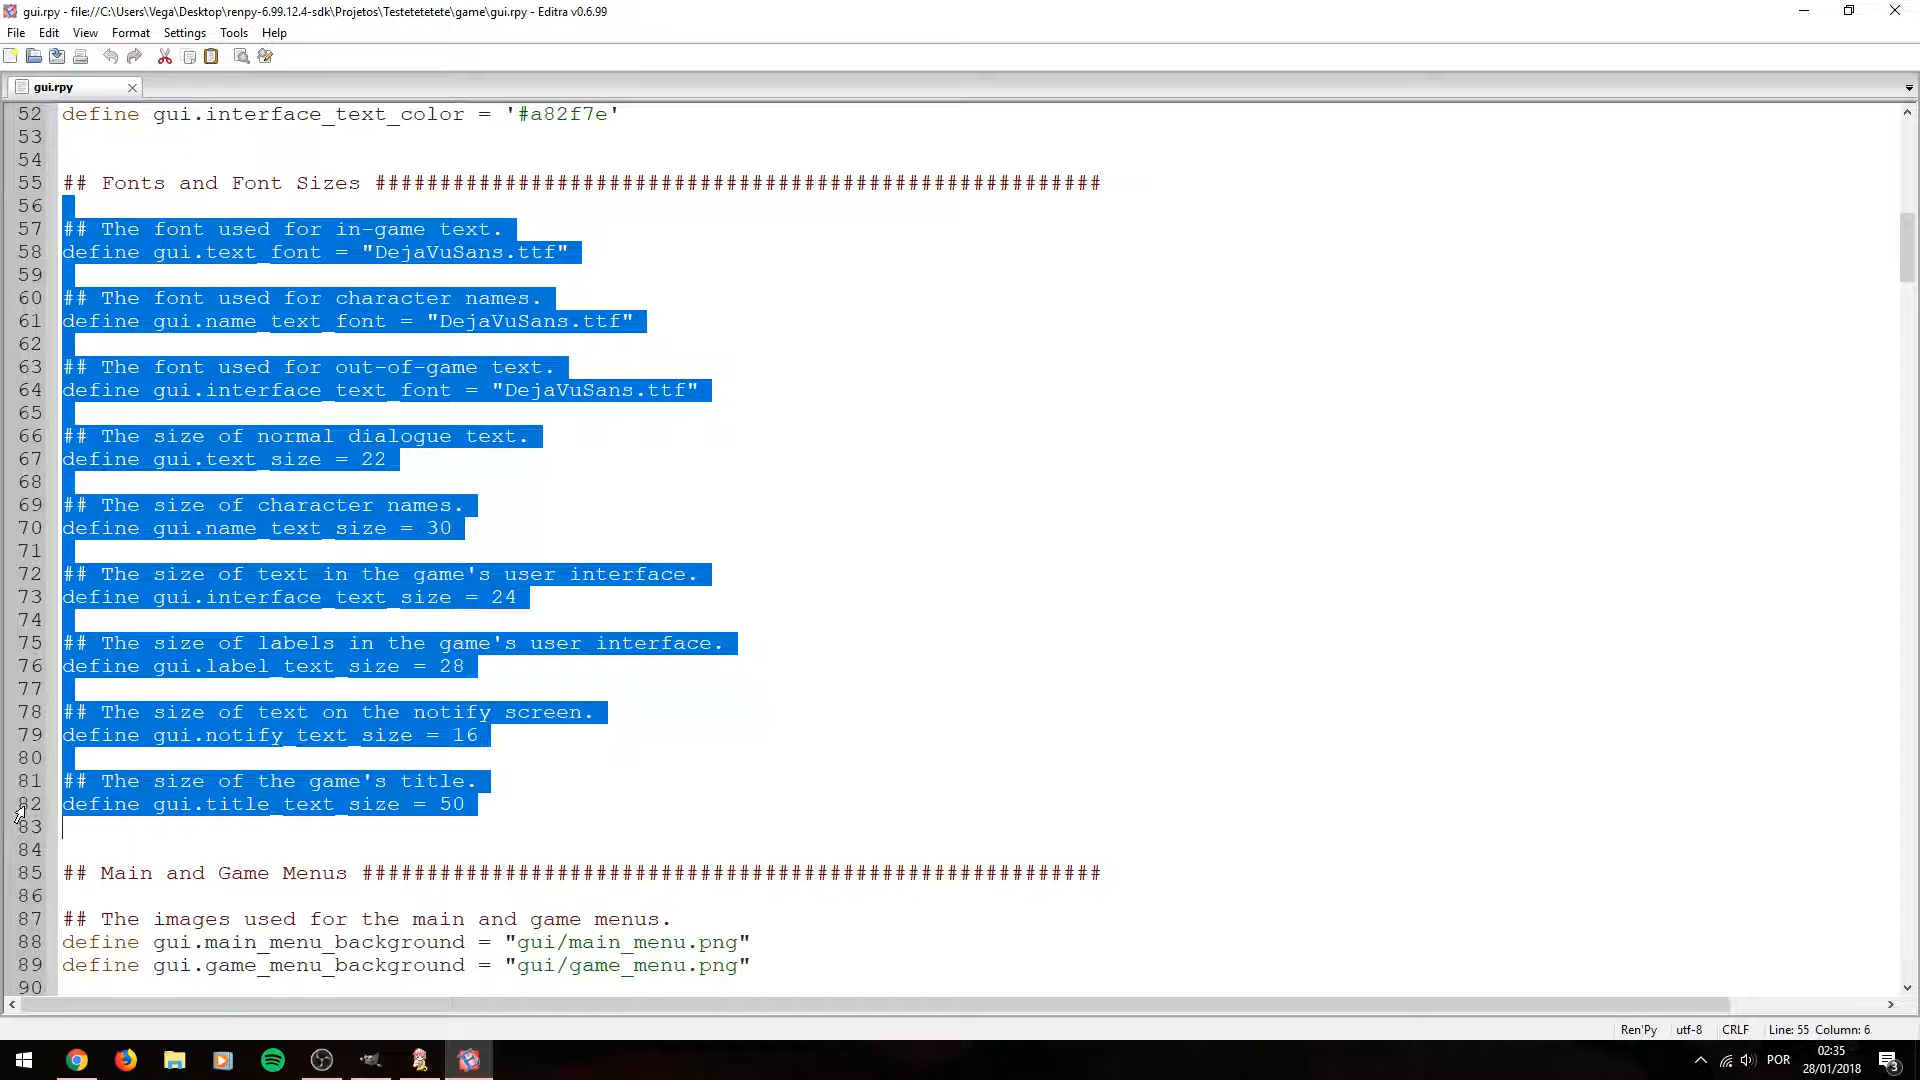 gui.rpy - file://C:\Users\Vega\Desktop\renpy-6.99.12.4-sdk\Projetos\Testetetetete\game\gui.rpy - Editra v0.6.99
File Edit View Format Settings Tools Help
gui.rpy
52 define gui.interface_text_color = '#a82f7e'
53
54
55 ## Fonts and Font Sizes ########################################################
56
57 ## The font used for in-game text.
58 define gui.text_font = "DejaVuSans.ttf"
59
60 ## The font used for character names.
61 define gui.name_text_font = "DejaVuSans.ttf"
62
63 ## The font used for out-of-game text.
64 define gui.interface_text_font = "DejaVuSans.ttf"
65
66 ## The size of normal dialogue text.
67 define gui.text_size = 22
68
69 ## The size of character names.
70 define gui.name_text_size = 30
71
72 ## The size of text in the game's user interface.
73 define gui.interface_text_size = 24
74
75 ## The size of labels in the game's user interface.
76 define gui.label_text_size = 28
77
78 ## The size of text on the notify screen.
79 define gui.notify_text_size = 16
80
81 ## The size of the game's title.
82 define gui.title_text_size = 50
83
84
85 ## Main and Game Menus #########################################################
86
87 ## The images used for the main and game menus.
88 define gui.main_menu_background = "gui/main_menu.png"
89 define gui.game_menu_background = "gui/game_menu.png"
90
Ren'Py utf-8 CRLF Line: 55 Column: 6
POR
02:35
28/01/2018
3